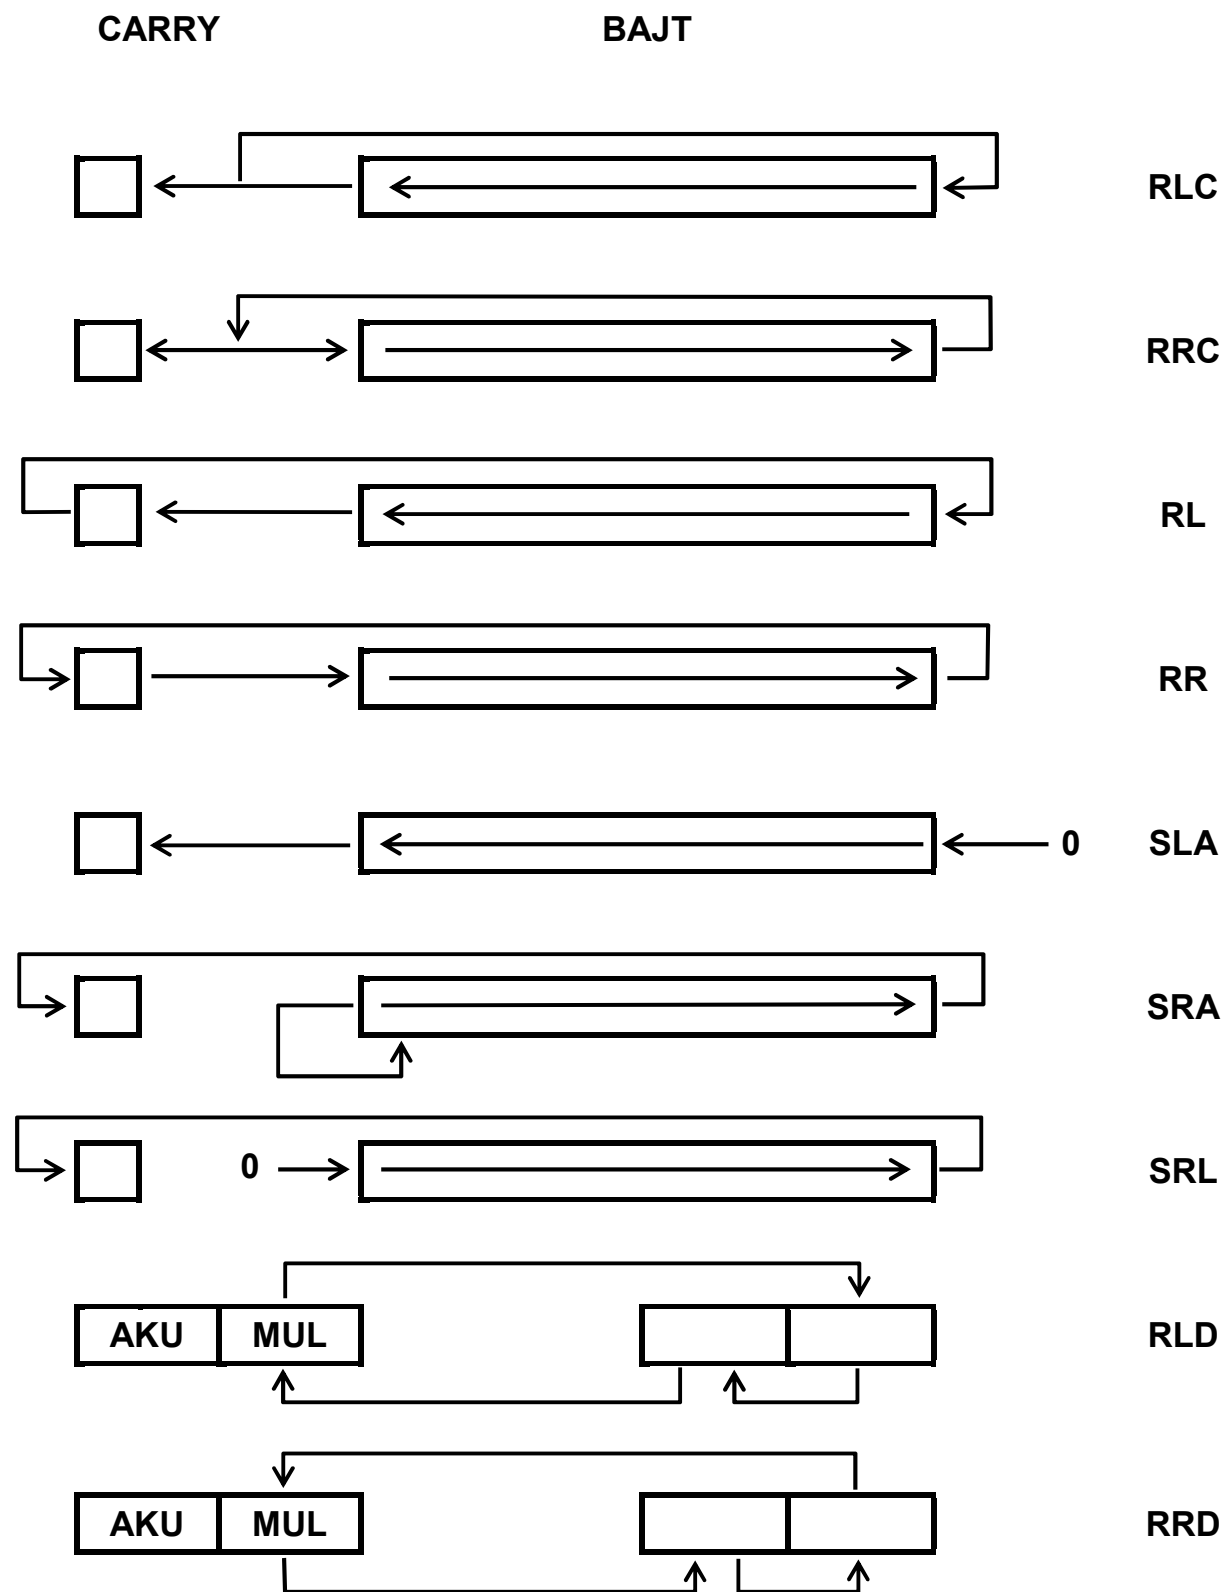 CARRY BAJT
RLC
RRC
RL
RR
0 SLA
SRA
0 SRL
AKU MUL RLD
AKU MUL RRD